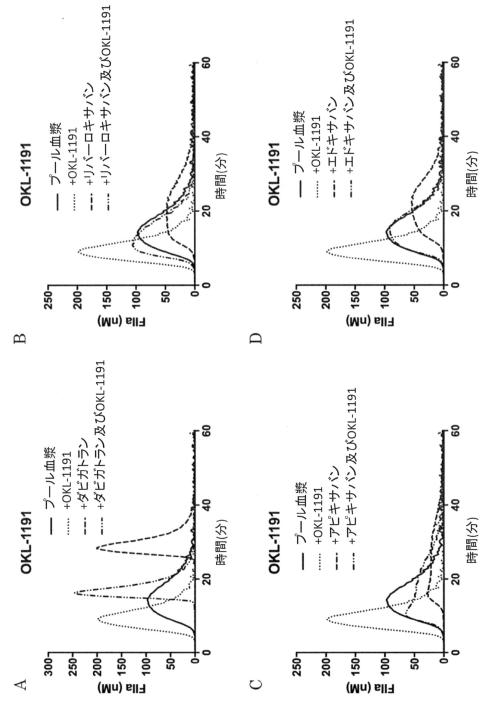 A
OKL-1191
FIIa (nM)
300
250
200
150
100
50
0
0
20
40
60
時間(分)
プール血漿
+OKL-1191
+ダビガトラン
+ダビガトラン及びOKL-1191
B
OKL-1191
FIIa (nM)
250
200
150
100
50
0
0
20
40
60
時間(分)
プール血漿
+OKL-1191
+リバーロキサバン
+リバーロキサバン及びOKL-1191
C
OKL-1191
FIIa (nM)
250
200
150
100
50
0
0
20
40
60
時間(分)
プール血漿
+OKL-1191
+アピキサバン
+アピキサバン及びOKL-1191
D
OKL-1191
FIIa (nM)
250
200
150
100
50
0
0
20
40
60
時間(分)
プール血漿
+OKL-1191
+エドキサバン
+エドキサバン及びOKL-1191